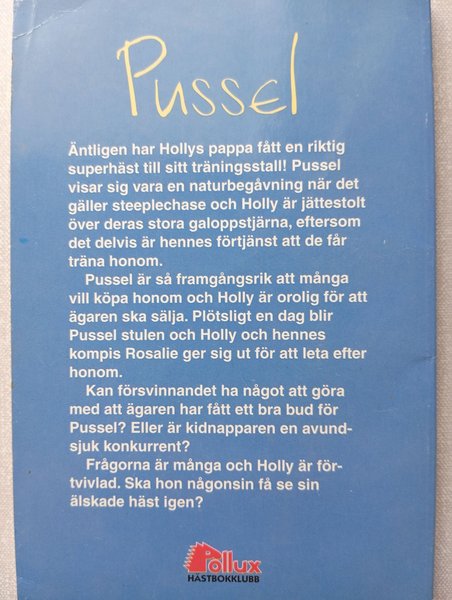 Pussel
Äntligen har Hollys pappa fått en riktig
superhäst till sitt träningsstall! Pussel
visar sig vara en naturbegåvning när det
gäller steeplechase och Holly är jättestolt
över deras stora galoppstjärna, eftersom
det delvis är hennes förtjänst att de får
träna honom.
Pussel är så framgångsrik att många
vill köpa honom och Holly är orolig för att
ägaren ska sälja. Plötsligt en dag blir
Pussel stulen och Holly och hennes
kompis Rosalie ger sig ut för att leta efter
honom.
Kan försvinnandet ha något att göra
med att ägaren har fått ett bra bud för
Pussel? Eller är kidnapparen en avund-
sjuk konkurrent?
Frågorna är många och Holly är för-
tvivlad. Ska hon någonsin få se sin
älskade häst igen?
Pollux
HÄSTBOKKLUBB